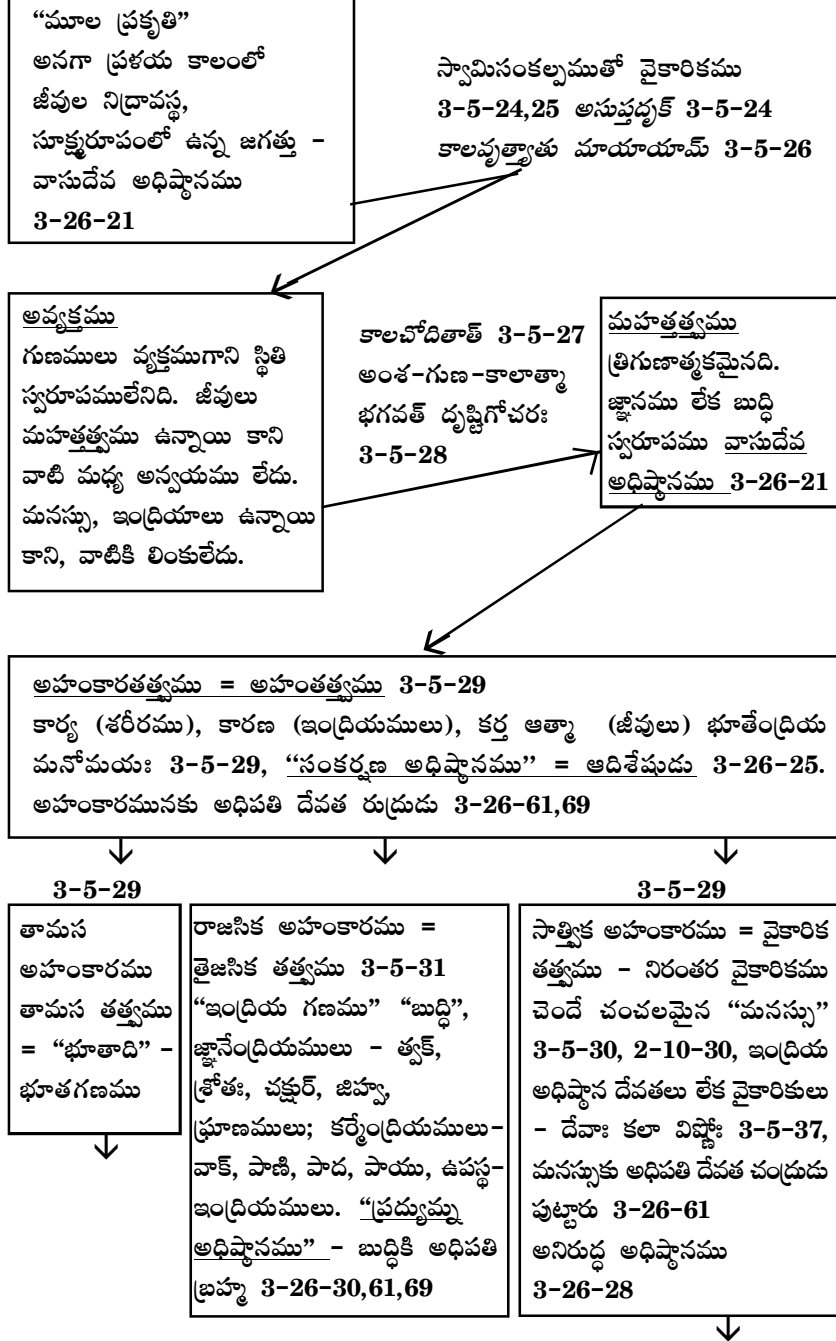 “మూల ప్రకృతి”
అనగా ప్రళయ కాలంలో
జీవుల నిద్రావస్థ,
సూక్ష్మరూపంలో ఉన్న జగత్తు -
వాసుదేవ అధిష్ఠానము
3-26-21
స్వామిసంకల్పముతో వైకారికము
3-5-24,25 అసుప్తదృక్ 3-5-24
కాలవృత్త్యాతు మాయాయామ్ 3-5-26
అవ్యక్తము
గుణములు వ్యక్తముగాని స్థితి
స్వరూపములేనిది. జీవులు
మహత్తత్వము ఉన్నాయి కాని
వాటి మధ్య అన్వయము లేదు.
మనస్సు, ఇంద్రియాలు ఉన్నాయి
కాని, వాటికి లింకులేదు.
కాలచోదితాత్ 3-5-27
అంశ-గుణ-కాలాత్మా
భగవత్ దృష్టిగోచరః
3-5-28
మహత్తత్వము
త్రిగుణాత్మకమైనది.
జ్ఞానము లేక బుద్ధి
స్వరూపము వాసుదేవ
అధిష్ఠానము 3-26-21
అహంకారతత్వము = అహంతత్వము 3-5-29
కార్య (శరీరము), కారణ (ఇంద్రియములు), కర్త ఆత్మా (జీవులు) భూతేంద్రియ
మనోమయః 3-5-29, “సంకర్షణ అధిష్ఠానము” = ఆదిశేషుడు 3-26-25.
అహంకారమునకు అధిపతి దేవత రుద్రుడు 3-26-61,69
3-5-29
తామస
అహంకారము
తామస తత్త్వము
= “భూతాది” -
భూతగణము
రాజసిక అహంకారము =
తైజసిక తత్వము 3-5-31
“ఇంద్రియ గణము” “బుద్ధి”,
జ్ఞానేంద్రియములు - త్వక్,
శ్రోతః, చక్షుర్, జిహ్వ,
ఘ్రాణములు; కర్మేంద్రియములు-
వాక్, పాణి, పాద, పాయు, ఉపస్థ-
ఇంద్రియములు. “ప్రద్యుమ్న
అధిష్ఠానము” - బుద్ధికి అధిపతి
బ్రహ్మ 3-26-30,61,69
3-5-29
సాత్త్విక అహంకారము = వైకారిక
తత్త్వము - నిరంతర వైకారికము
చెందే చంచలమైన “మనస్సు”
3-5-30, 2-10-30, ఇంద్రియ
అధిష్ఠాన దేవతలు లేక వైకారికులు
- దేవాః కలా విష్ణోః 3-5-37,
మనస్సుకు అధిపతి దేవత చంద్రుడు
పుట్టారు 3-26-61
అనిరుద్ధ అధిష్ఠానము
3-26-28